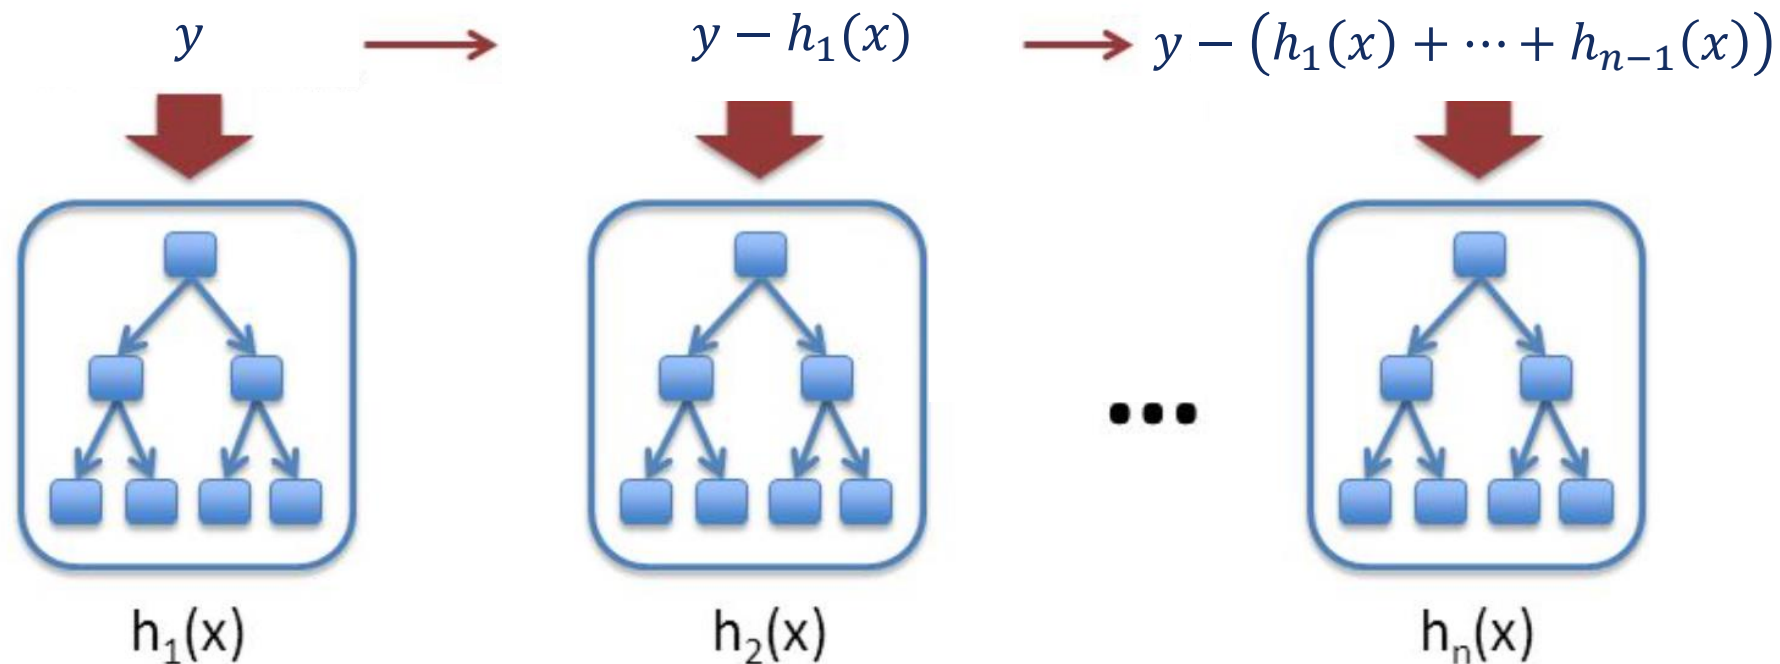 y y − h₁(x) y − (h₁(x) + ⋯ + hₙ₋₁(x))
•••
h₁(x) h₂(x) hₙ(x)